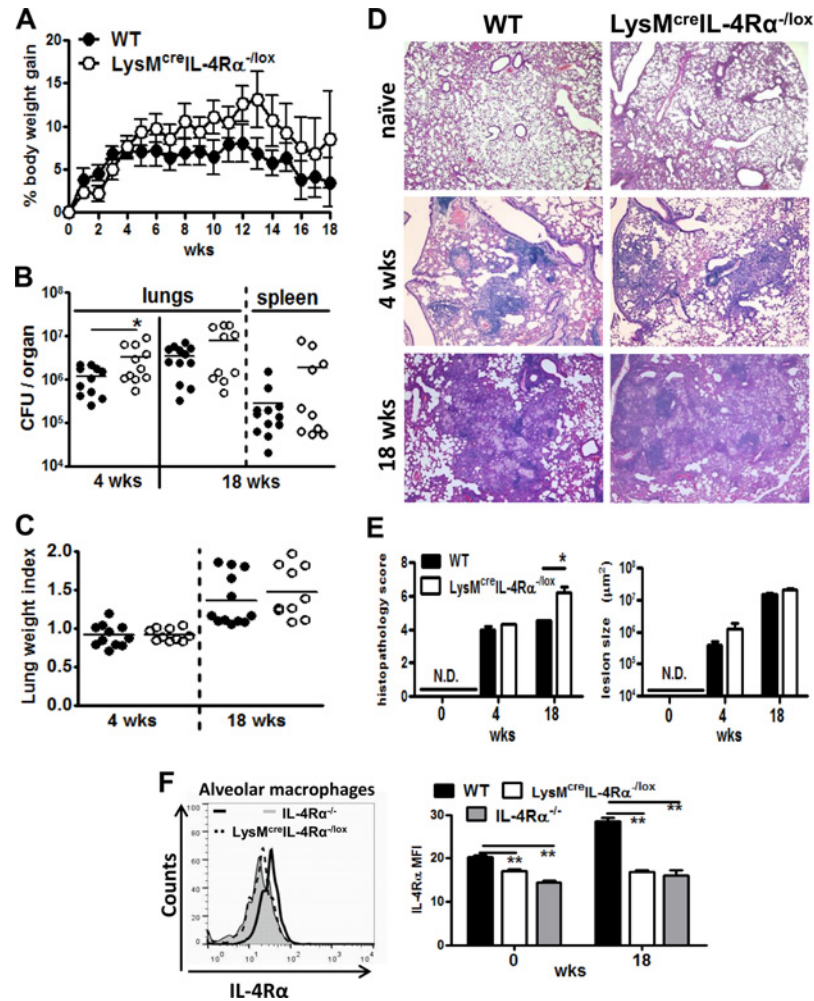 A
WT
LysMcreIL-4Rα-/lox
% body weight gain
20
15
10
5
0
0 2 4 6 8 10 12 14 16 18
wks
B
CFU / organ
10⁸
10⁷
10⁶
10⁵
10⁴
lungs
spleen
*
4 wks
18 wks
C
Lung weight index
2.0
1.5
1.0
0.5
0.0
4 wks
18 wks
D
WT
LysMcreIL-4Rα-/lox
naïve
4 wks
18 wks
E
histopathology score
8
6
4
2
0
WT
LysMcreIL-4Rα-/lox
*
N.D.
0 4 18
wks
lesion size (μm²)
10⁸
10⁷
10⁶
10⁵
10⁴
N.D.
0 4 18
wks
F
Alveolar macrophages
IL-4Rα-/-
LysMcreIL-4Rα-/lox
Counts
100
80
60
40
20
0
10⁰ 10¹ 10² 10³ 10⁴
IL-4Rα
WT
LysMcreIL-4Rα-/lox
IL-4Rα-/-
IL-4Rα MFI
30
20
10
0
** **
** **
0 18
wks